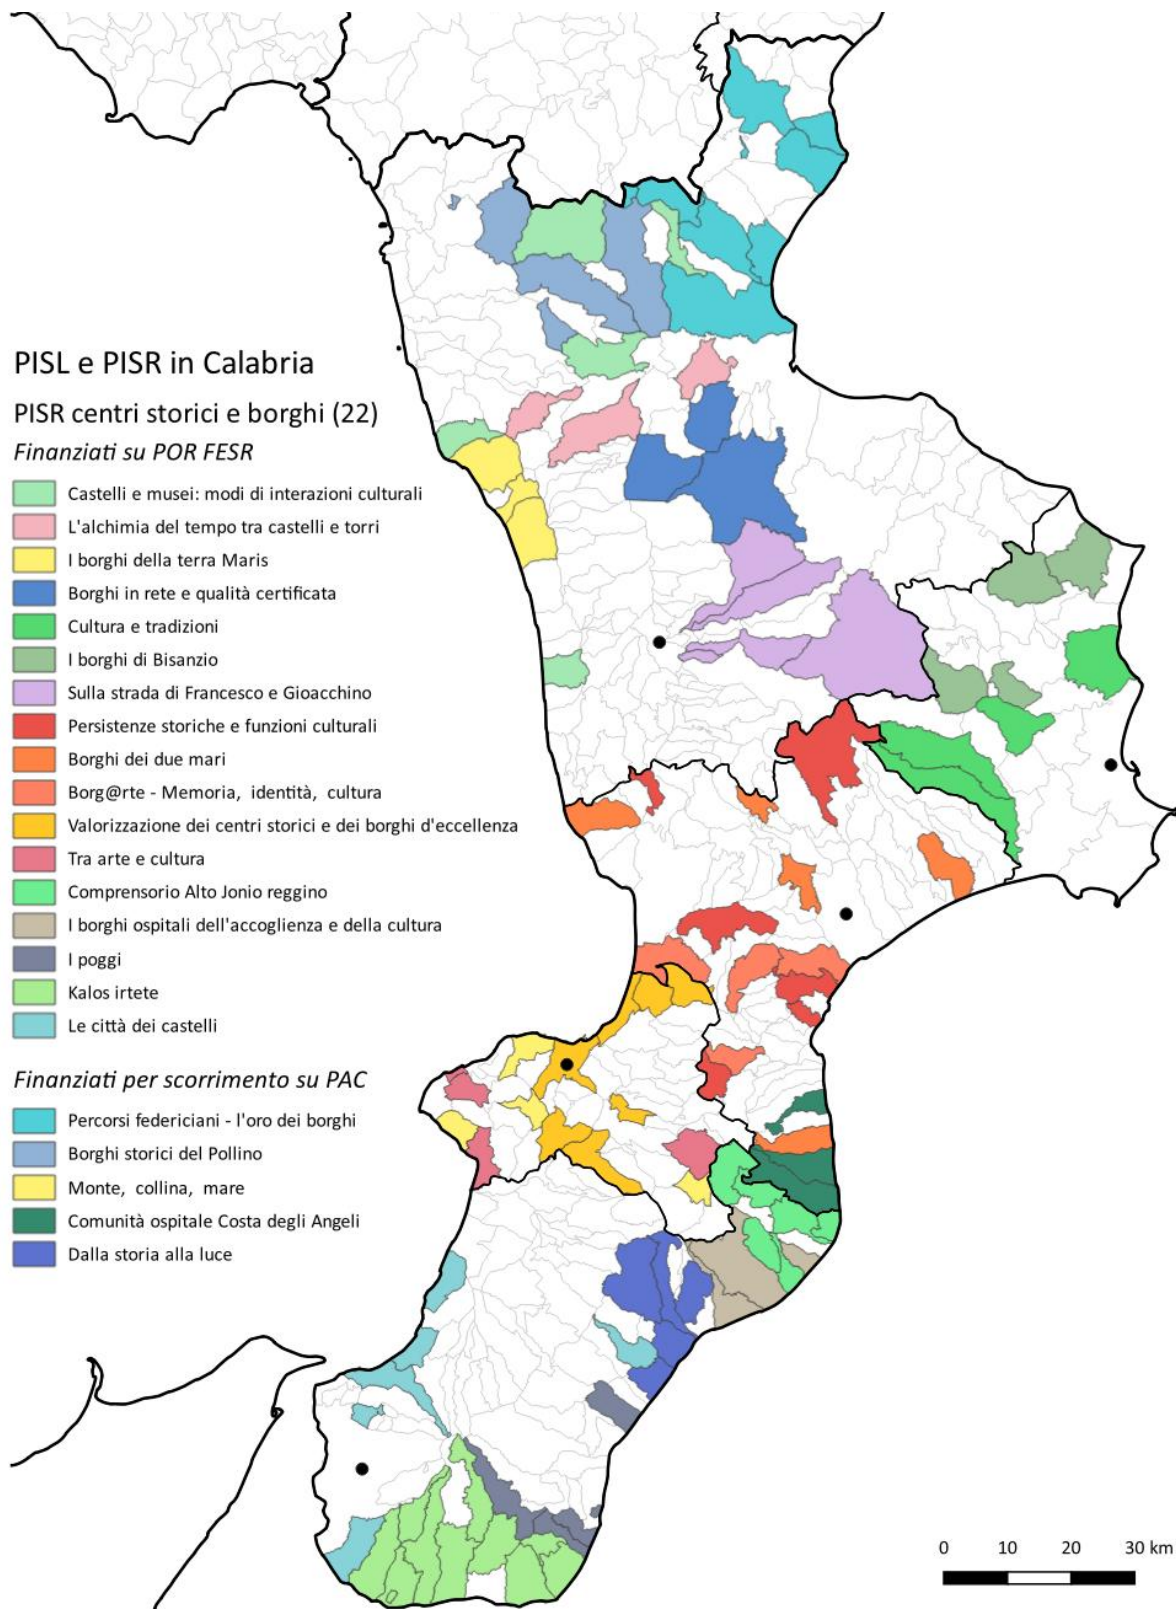 PISL e PISR in Calabria
PISR centri storici e borghi (22)
Finanziati su POR FESR
Castelli e musei: modi di interazioni culturali
L'alchimia del tempo tra castelli e torri
I borghi della terra Maris
Borghi in rete e qualità certificata
Cultura e tradizioni
I borghi di Bisanzio
Sulla strada di Francesco e Gioacchino
Persistenze storiche e funzioni culturali
Borghi dei due mari
Borg@rte - Memoria, identità, cultura
Valorizzazione dei centri storici e dei borghi d'eccellenza
Tra arte e cultura
Comprensorio Alto Jonio reggino
I borghi ospitali dell'accoglienza e della cultura
I poggi
Kalos irtete
Le città dei castelli
Finanziati per scorrimento su PAC
Percorsi federiciani - l'oro dei borghi
Borghi storici del Pollino
Monte, collina, mare
Comunità ospitale Costa degli Angeli
Dalla storia alla luce
0 10 20 30 km